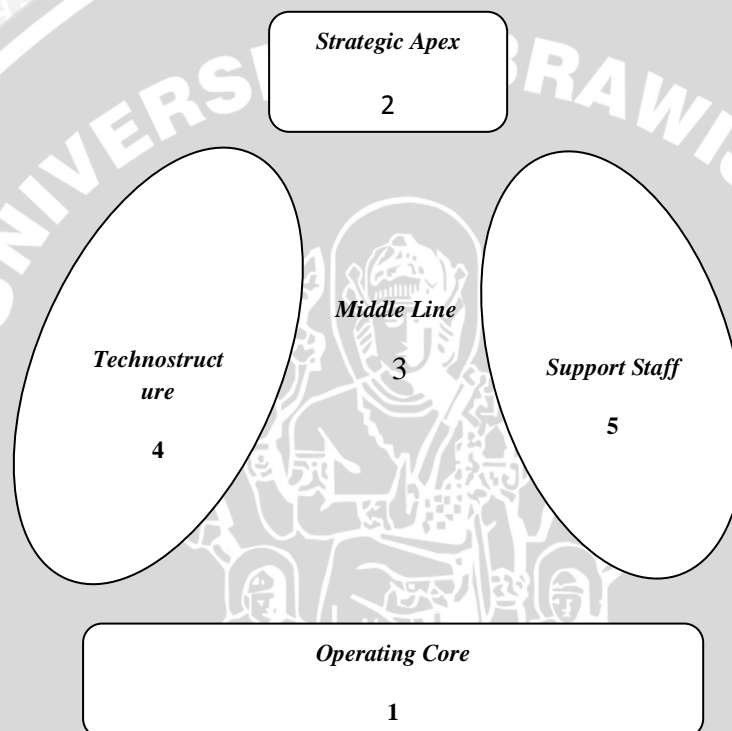 Strategic Apex
2
Middle Line
3
Technostruct
ure
4
Support Staff
5
Operating Core
1